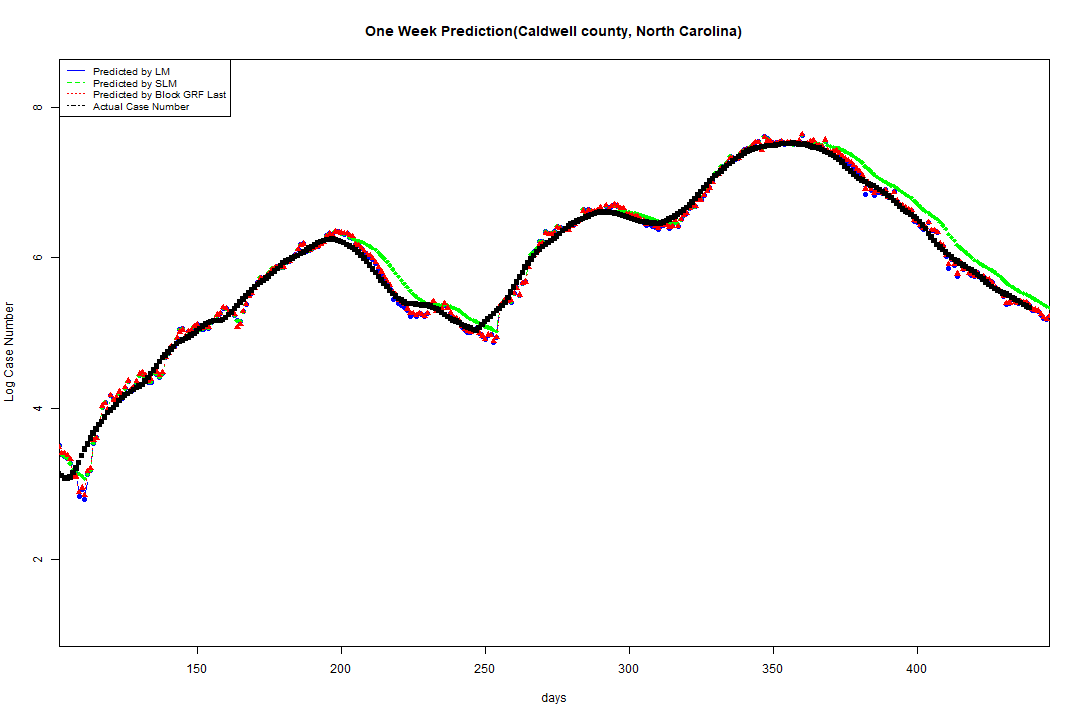 One Week Prediction(Caldwell county, North Carolina)
Predicted by LM
Predicted by SLM
Predicted by Block GRF Last
Actual Case Number
8
6
4
2
Log Case Number
150 200 250 300 350 400
days